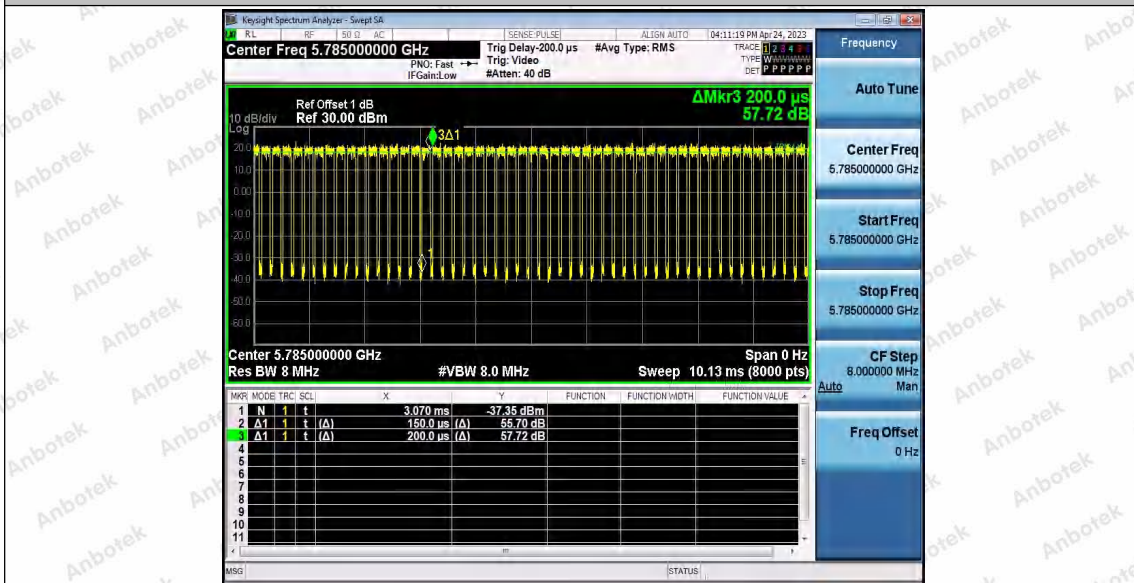 Keysight Spectrum Analyzer - Swept SA
RL RF 50 Ω AC SENSE:PULSE ALIGN AUTO 04:11:19 PM Apr 24, 2023
Center Freq 5.785000000 GHz
PNO: Fast
IFGain:Low
Trig Delay-200.0 µs
Trig: Video
#Atten: 40 dB
#Avg Type: RMS
TRACE 1 2 3 4 5 6
TYPE W
DET P P P P P P
Ref Offset 1 dB
Ref 30.00 dBm
10 dB/div
Log
ΔMkr3 200.0 µs
57.72 dB
3Δ1
1
20.0
10.0
0.00
-10.0
-20.0
-30.0
-40.0
-50.0
-60.0
Center 5.785000000 GHz Span 0 Hz
Res BW 8 MHz #VBW 8.0 MHz Sweep 10.13 ms (8000 pts)
MKR MODE TRC SCL X Y FUNCTION FUNCTION WIDTH FUNCTION VALUE
1 N 1 t 3.070 ms -37.35 dBm
2 Δ1 1 t (Δ) 150.0 µs (Δ) 55.70 dB
3 Δ1 1 t (Δ) 200.0 µs (Δ) 57.72 dB
4
5
6
7
8
9
10
11
MSG STATUS
Frequency
Auto Tune
Center Freq
5.785000000 GHz
Start Freq
5.785000000 GHz
Stop Freq
5.785000000 GHz
CF Step
8.000000 MHz
Auto Man
Freq Offset
0 Hz
Anbotek